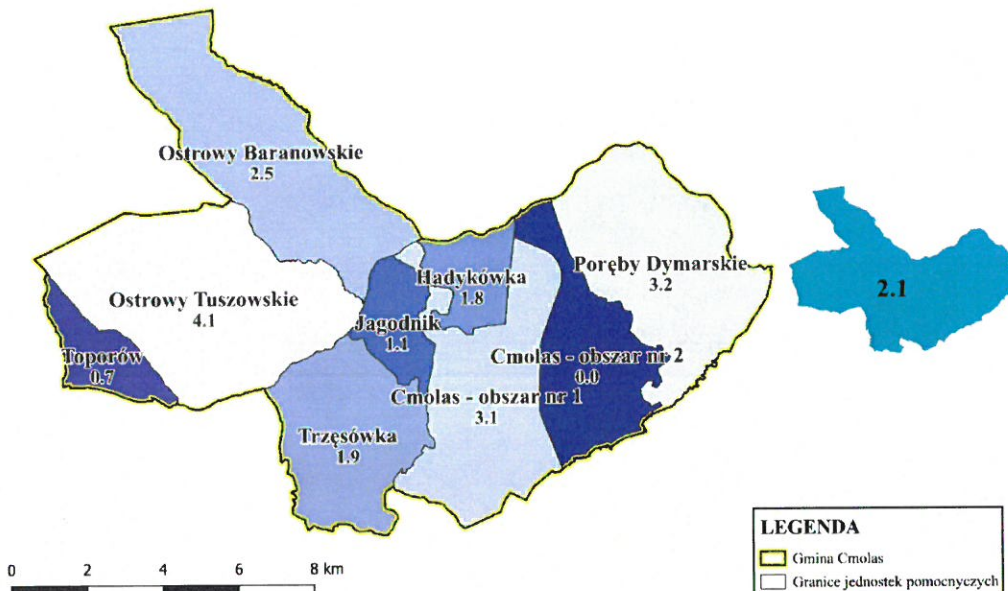 Ostrowy Baranowskie
2.5
Hadykówka
1.8
Poręby Dymarskie
3.2
2.1
Ostrowy Tuszowskie
4.1
Jagodnik
1.1
Toporów
0.7
Cmolas - obszar nr 2
0.0
Cmolas - obszar nr 1
3.1
Trzęsówka
1.9
LEGENDA
Gmina Cmolas
Granice jednostek pomocnyczych
0 2 4 6 8 km